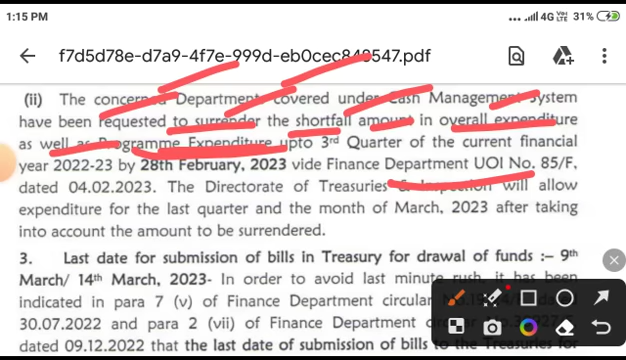 1:15 PM
4G 31%
f7d5d78e-d7a9-4f7e-999d-eb0cec848547.pdf
(ii) The concerned Departments covered under Cash Management System
have been requested to surrender the shortfall amount in overall expenditure
as well as Programme Expenditure upto 3rd Quarter of the current financial
year 2022-23 by 28th February, 2023 vide Finance Department UOI No. 85/F,
dated 04.02.2023. The Directorate of Treasuries & Inspection will allow
expenditure for the last quarter and the month of March, 2023 after taking
into account the amount to be surrendered.
3. Last date for submission of bills in Treasury for drawal of funds :– 9th
March/ 14th March, 2023- In order to avoid last minute rush, it has been
indicated in para 7 (v) of Finance Department circular
30.07.2022 and para 2 (vii) of Finance Department
dated 09.12.2022 that the last date of submission of bills to the Treasuries for